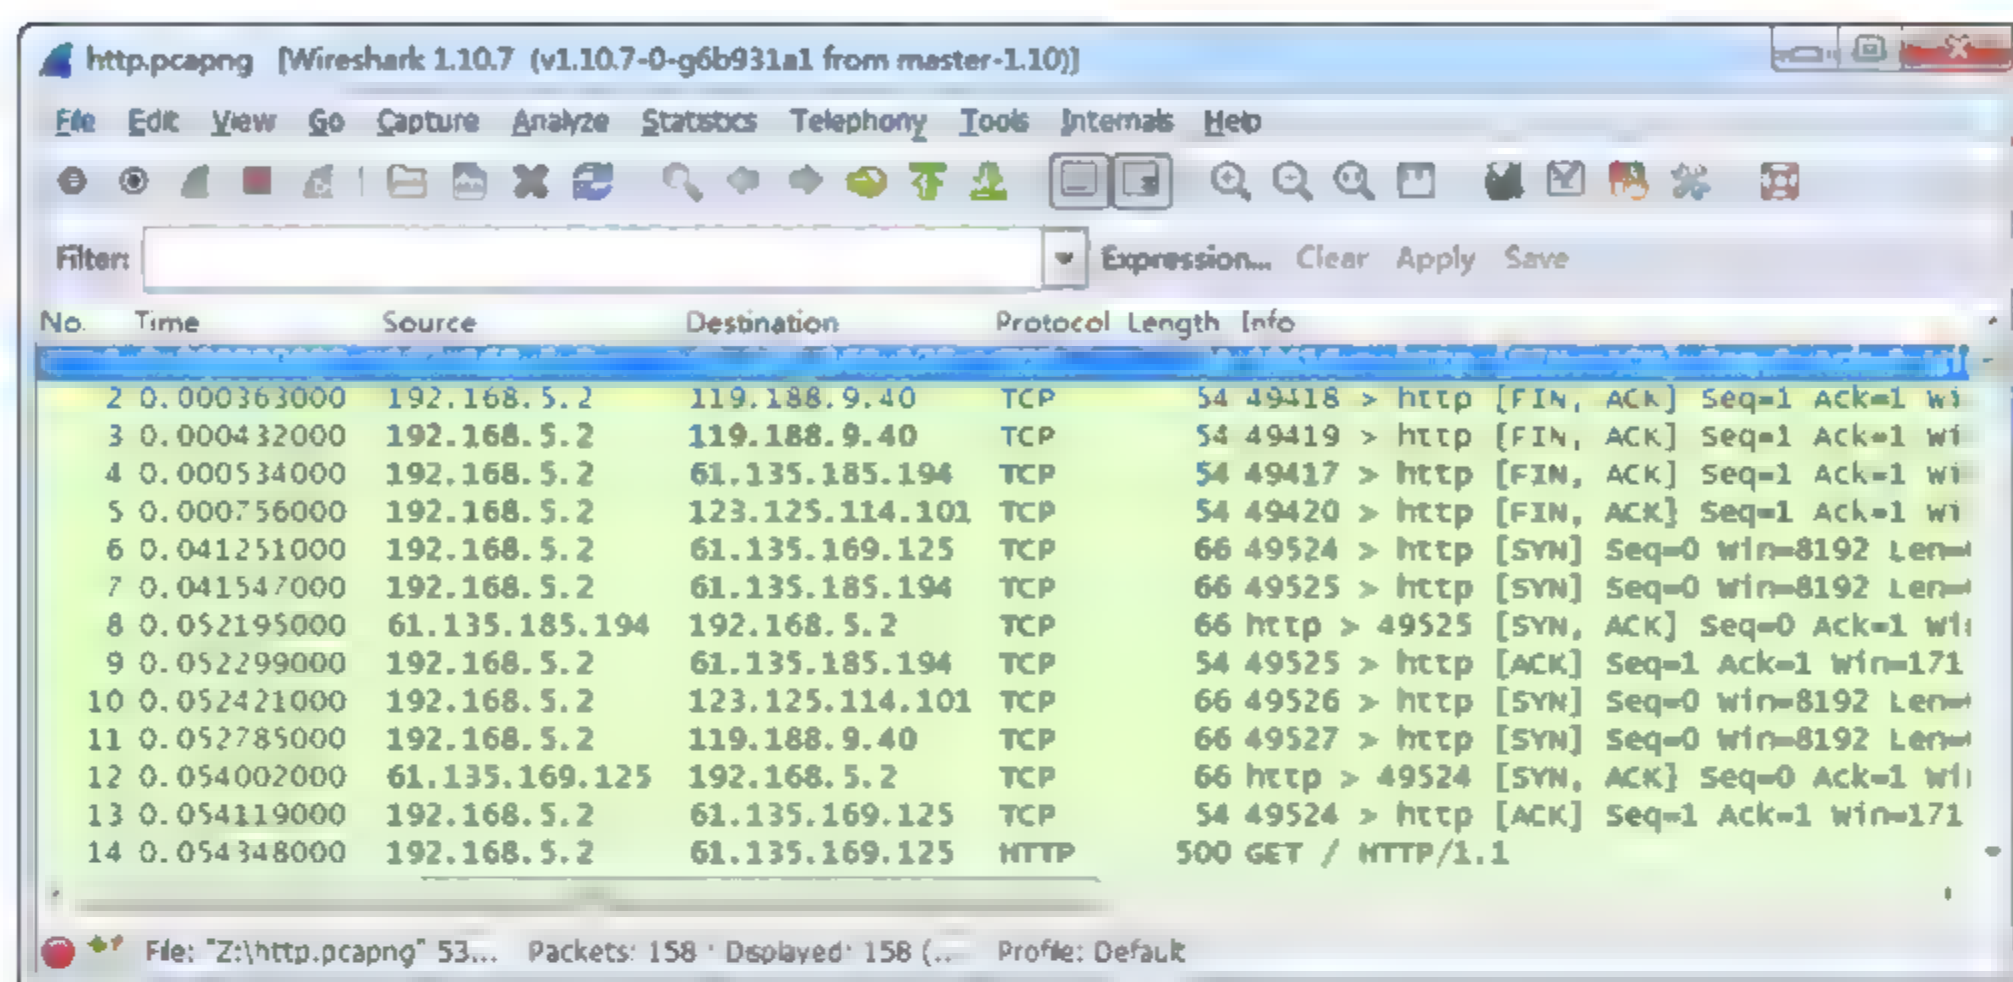 http.pcapng [Wireshark 1.10.7 (v1.10.7-0-g6b931a1 from master-1.10)]
File Edit View Go Capture Analyze Statistics Telephony Tools Internals Help
Filter: Expression... Clear Apply Save
No. Time Source Destination Protocol Length Info
2 0.000363000 192.168.5.2 119.188.9.40 TCP 54 49418 > http [FIN, ACK] Seq=1 Ack=1 Wi
3 0.000432000 192.168.5.2 119.188.9.40 TCP 54 49419 > http [FIN, ACK] Seq=1 Ack=1 Wi
4 0.000534000 192.168.5.2 61.135.185.194 TCP 54 49417 > http [FIN, ACK] Seq=1 Ack=1 Wi
5 0.000756000 192.168.5.2 123.125.114.101 TCP 54 49420 > http [FIN, ACK] Seq=1 Ack=1 Wi
6 0.041251000 192.168.5.2 61.135.169.125 TCP 66 49524 > http [SYN] Seq=0 Win=8192 Len=
7 0.041547000 192.168.5.2 61.135.185.194 TCP 66 49525 > http [SYN] Seq=0 Win=8192 Len=
8 0.052195000 61.135.185.194 192.168.5.2 TCP 66 http > 49525 [SYN, ACK] Seq=0 Ack=1 Wi
9 0.052299000 192.168.5.2 61.135.185.194 TCP 54 49525 > http [ACK] Seq=1 Ack=1 Win=171
10 0.052421000 192.168.5.2 123.125.114.101 TCP 66 49526 > http [SYN] Seq=0 Win=8192 Len=
11 0.052785000 192.168.5.2 119.188.9.40 TCP 66 49527 > http [SYN] Seq=0 Win=8192 Len=
12 0.054002000 61.135.169.125 192.168.5.2 TCP 66 http > 49524 [SYN, ACK] Seq=0 Ack=1 Wi
13 0.054119000 192.168.5.2 61.135.169.125 TCP 54 49524 > http [ACK] Seq=1 Ack=1 Win=171
14 0.054348000 192.168.5.2 61.135.169.125 HTTP 500 GET / HTTP/1.1
File: "Z:\http.pcapng" 53... Packets: 158 · Displayed: 158 (... Profile: Default